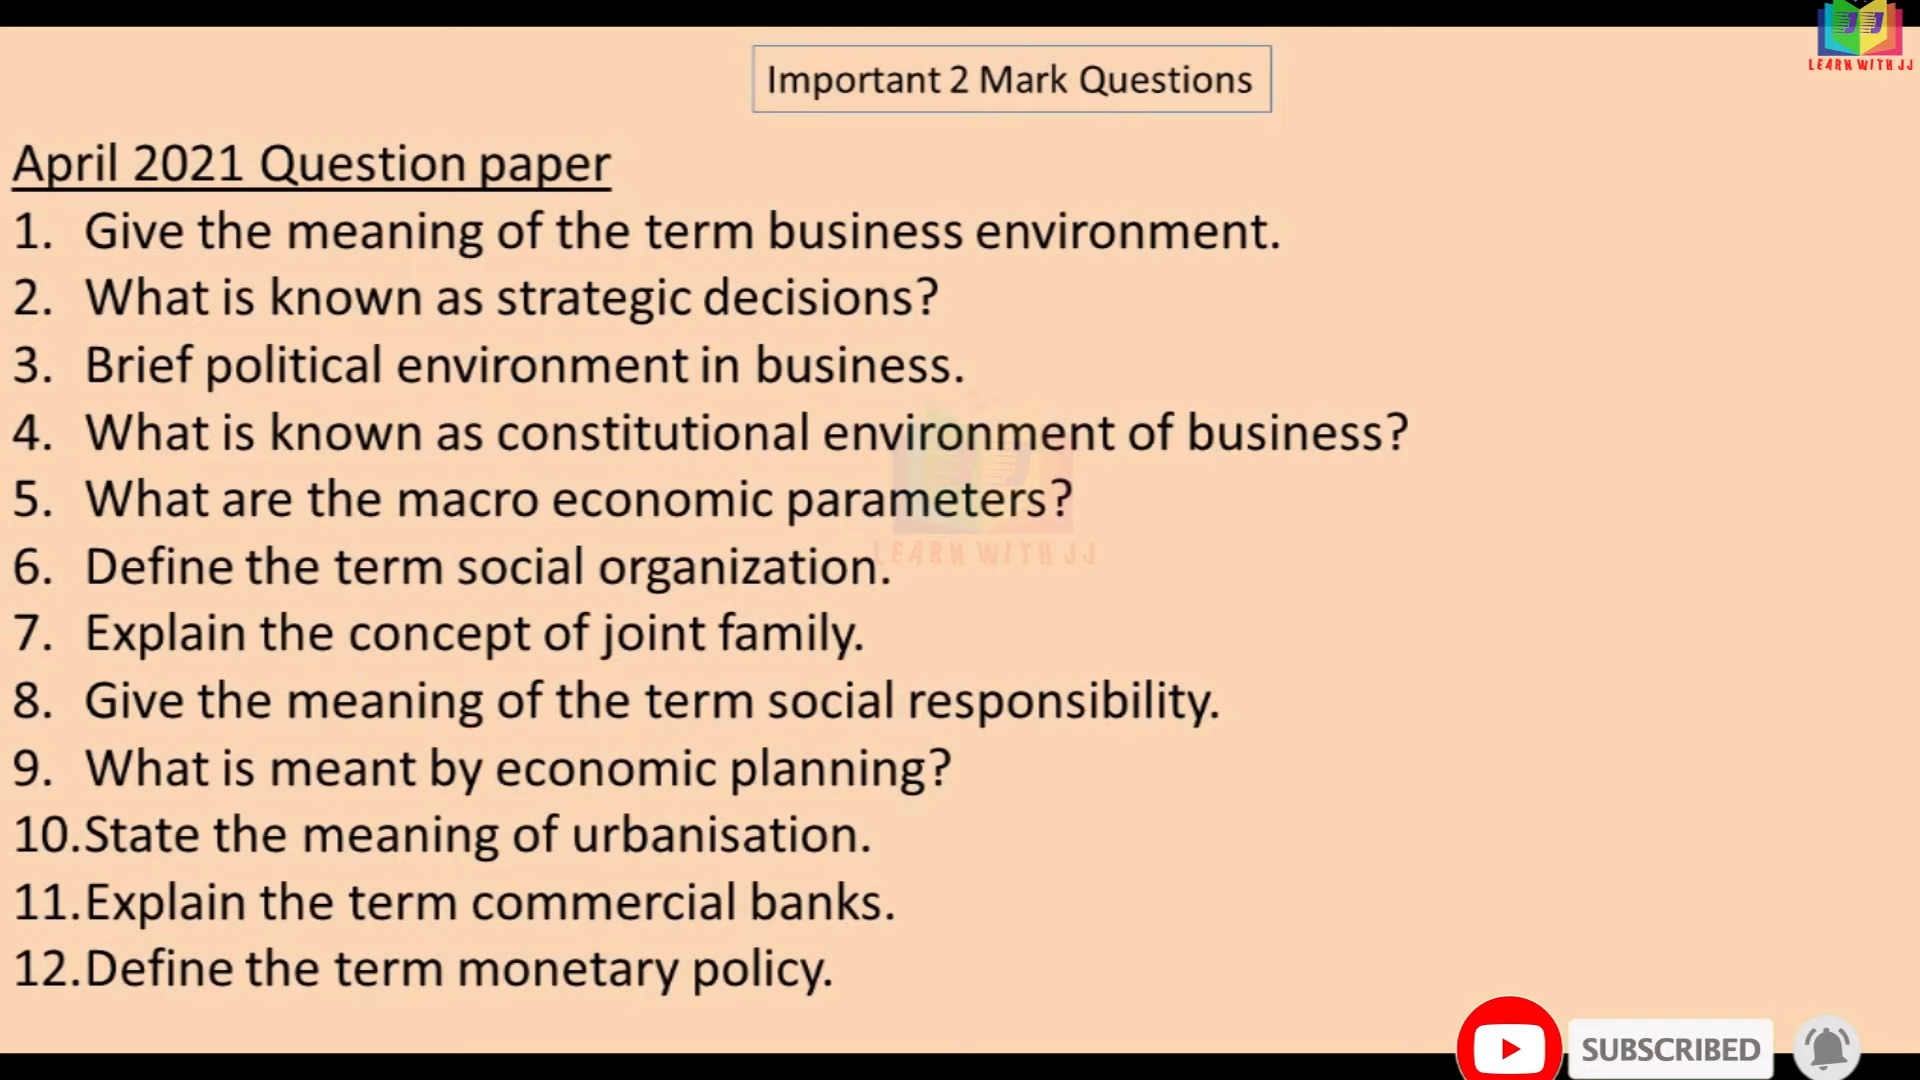 LEARN WITH JJ
Important 2 Mark Questions
April 2021 Question paper
1. Give the meaning of the term business environment.
2. What is known as strategic decisions?
3. Brief political environment in business.
4. What is known as constitutional environment of business?
5. What are the macro economic parameters?
LEARN WITH JJ
6. Define the term social organization.
7. Explain the concept of joint family.
8. Give the meaning of the term social responsibility.
9. What is meant by economic planning?
10.State the meaning of urbanisation.
11.Explain the term commercial banks.
12.Define the term monetary policy.
SUBSCRIBED